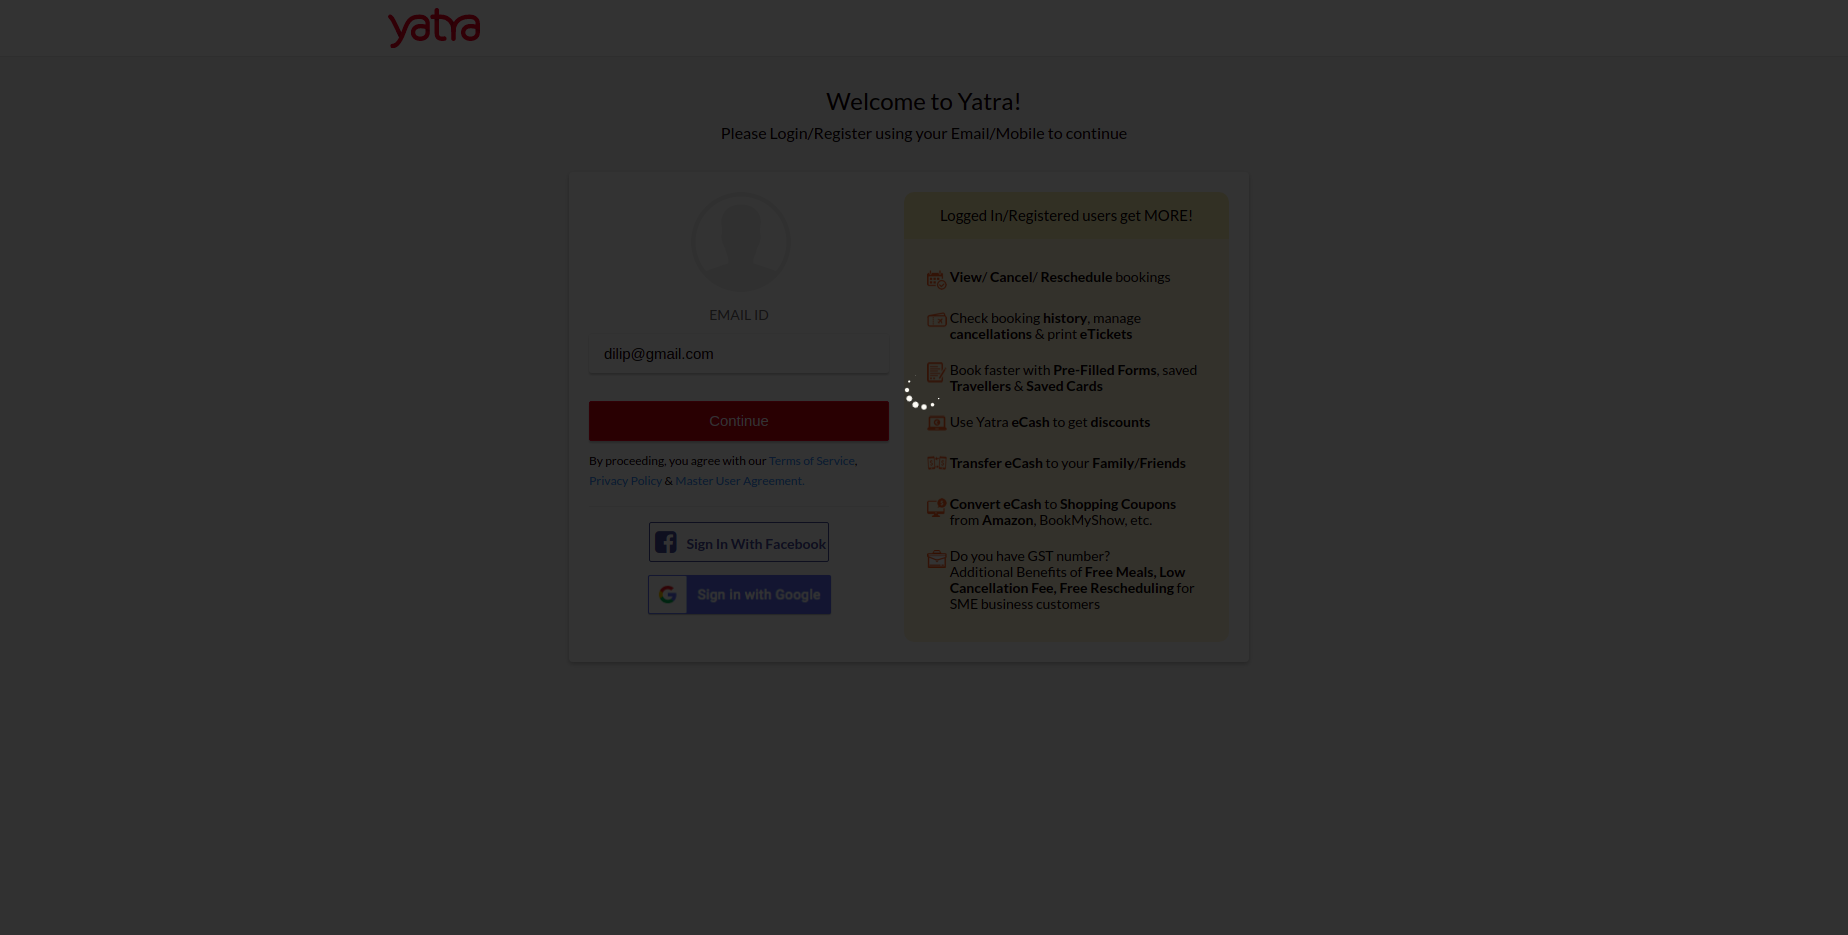 yatra
Welcome to Yatra!
Please Login/Register using your Email/Mobile to continue
EMAIL ID
dilip@gmail.com
Continue
By proceeding, you agree with our Terms of Service,
Privacy Policy & Master User Agreement.
Sign In With Facebook
Sign in with Google
Logged In/Registered users get MORE!
View/ Cancel/ Reschedule bookings
Check booking history, manage
cancellations & print eTickets
Book faster with Pre-Filled Forms, saved
Travellers & Saved Cards
Use Yatra eCash to get discounts
Transfer eCash to your Family/Friends
Convert eCash to Shopping Coupons
from Amazon, BookMyShow, etc.
Do you have GST number?
Additional Benefits of Free Meals, Low
Cancellation Fee, Free Rescheduling for
SME business customers